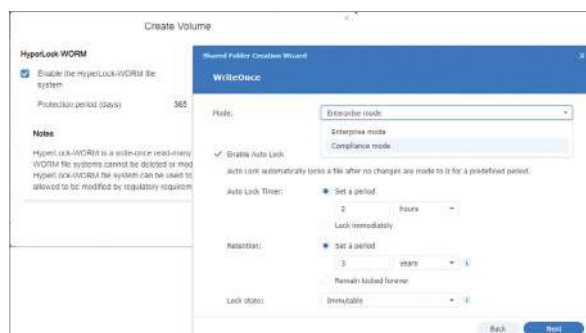 Create Volume
HyperLock-WORM
Enable the HyperLock-WORM file
system
Protection period (days) 365
Notes
HyperLock-WORM is a write-once read-many
WORM file systems cannot be deleted or mod
HyperLock-WORM file system can be used to
allowed to be modified by regulatory requirem
Shared Folder Creation Wizard
WriteOnce
Mode:
Enterprise mode
Enterprise mode
Compliance mode
Enable Auto Lock
Auto Lock automatically locks a file after no changes are made to it for a predefined period.
Auto Lock Timer:
Set a period
2 hours
Lock immediately
Retention:
Set a period
3 years
Remain locked forever
Lock state:
Immutable
Back
Next